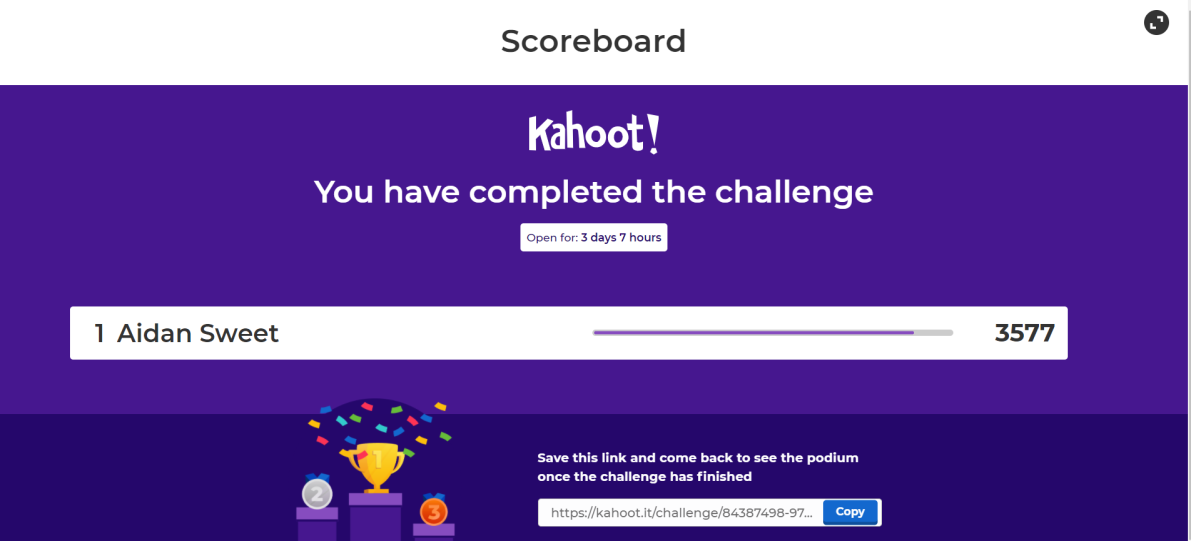 Scoreboard
Kahoot!
You have completed the challenge
Open for: 3 days 7 hours
1 Aidan Sweet 3577
1
2
3
Save this link and come back to see the podium
once the challenge has finished
https://kahoot.it/challenge/84387498-97... Copy